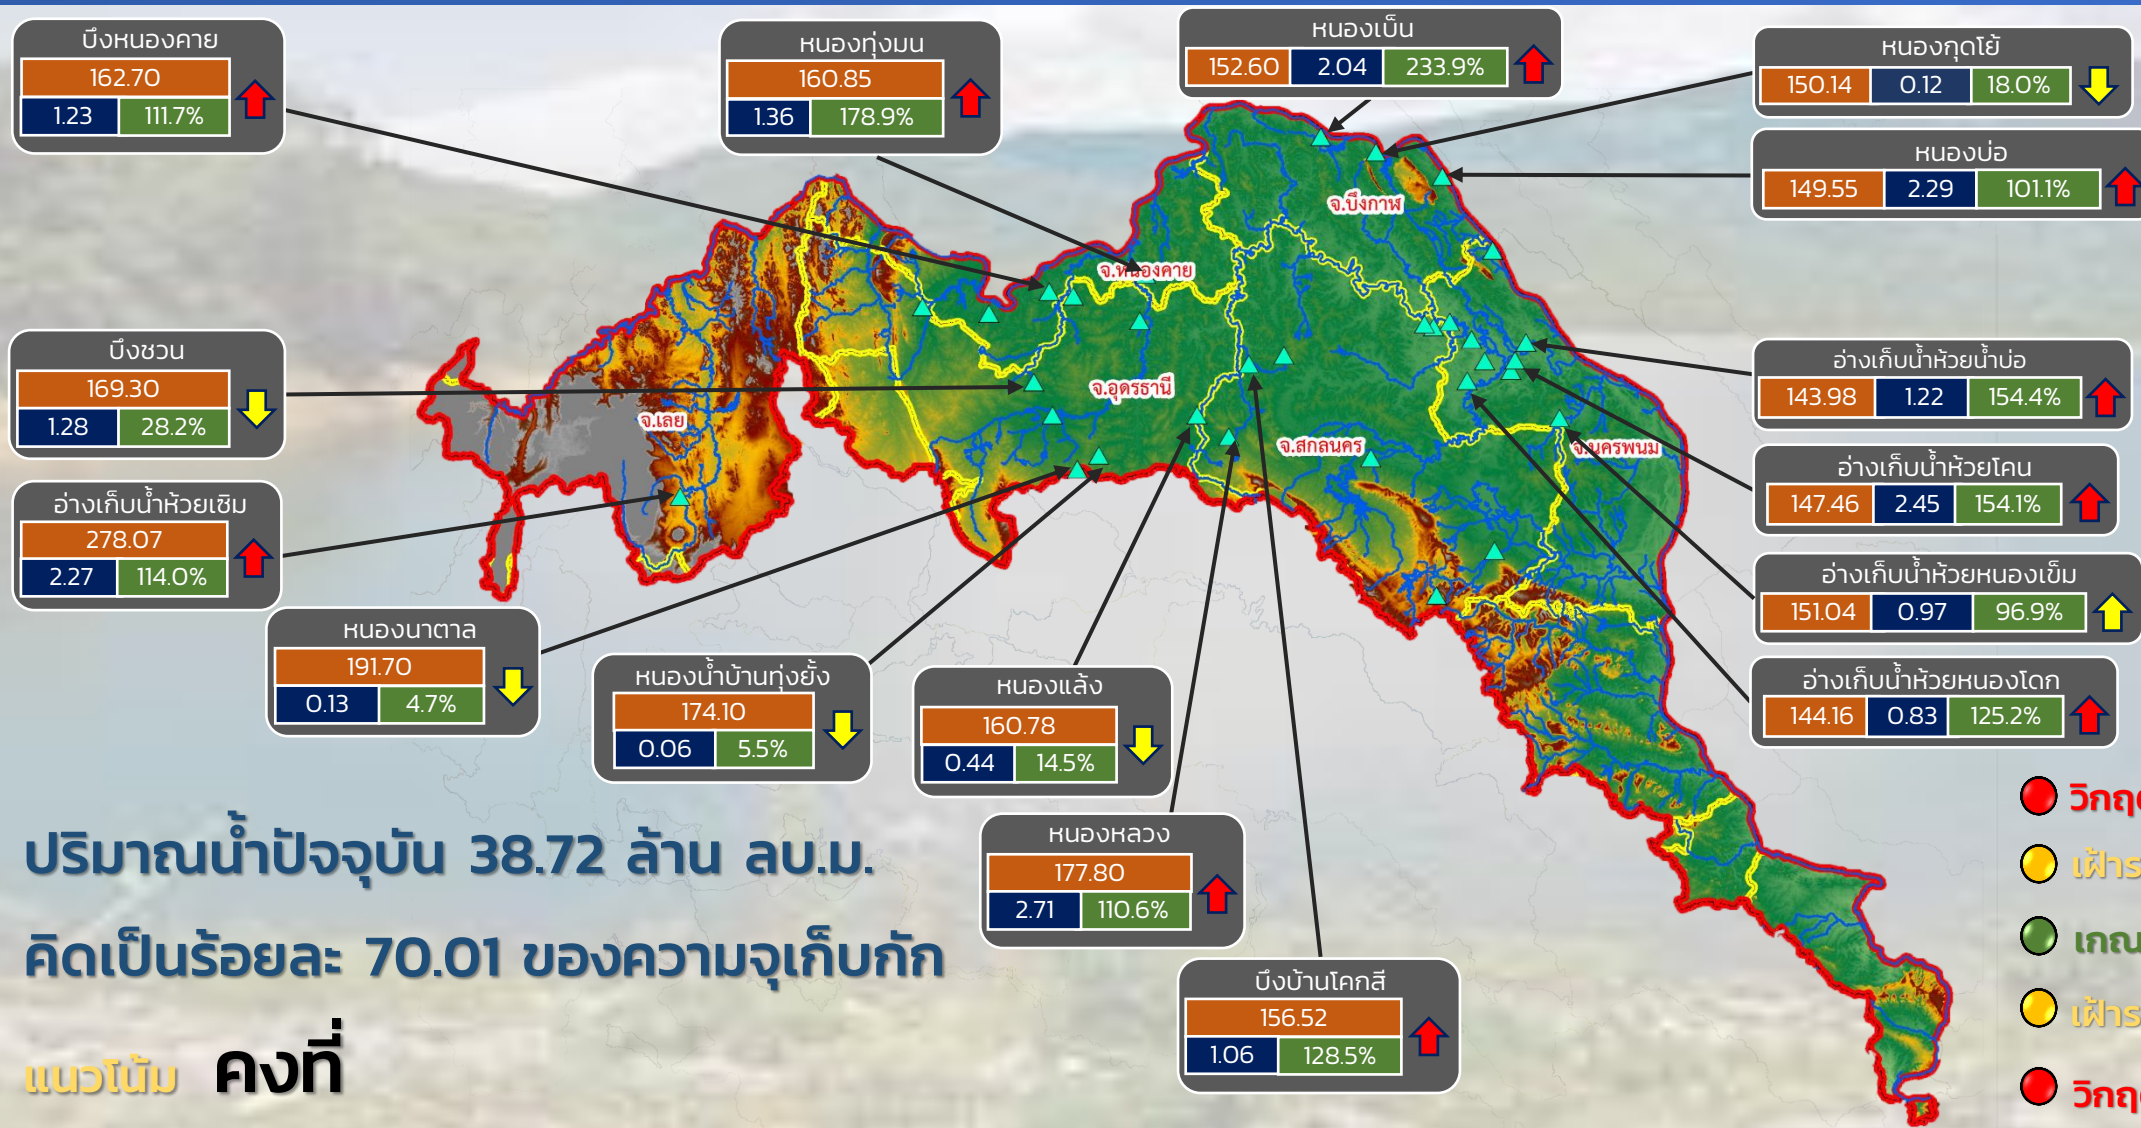 บึงหนองคาย
162.70
1.23 111.7%
หนองทุ่งมน
160.85
1.36 178.9%
หนองเบ็น
152.60 2.04 233.9%
หนองกุดโย้
150.14 0.12 18.0%
หนองบ่อ
149.55 2.29 101.1%
จ.บึงกาฬ
จ.หนองคาย
บึงชวน
169.30
1.28 28.2%
จ.อุดรธานี
จ.เลย
จ.สกลนคร
จ.นครพนม
อ่างเก็บน้ำห้วยน้ำบ่อ
143.98 1.22 154.4%
อ่างเก็บน้ำห้วยโคน
147.46 2.45 154.1%
อ่างเก็บน้ำห้วยเซิม
278.07
2.27 114.0%
อ่างเก็บน้ำห้วยหนองเข็ม
151.04 0.97 96.9%
หนองนาตาล
191.70
0.13 4.7%
หนองน้ำบ้านทุ่งยั้ง
174.10
0.06 5.5%
หนองแล้ง
160.78
0.44 14.5%
อ่างเก็บน้ำห้วยหนองโดก
144.16 0.83 125.2%
หนองหลวง
177.80
2.71 110.6%
บึงบ้านโคกสี
156.52
1.06 128.5%
ปริมาณน้ำปัจจุบัน 38.72 ล้าน ลบ.ม.
คิดเป็นร้อยละ 70.01 ของความจุเก็บกัก
แนวโน้ม คงที่